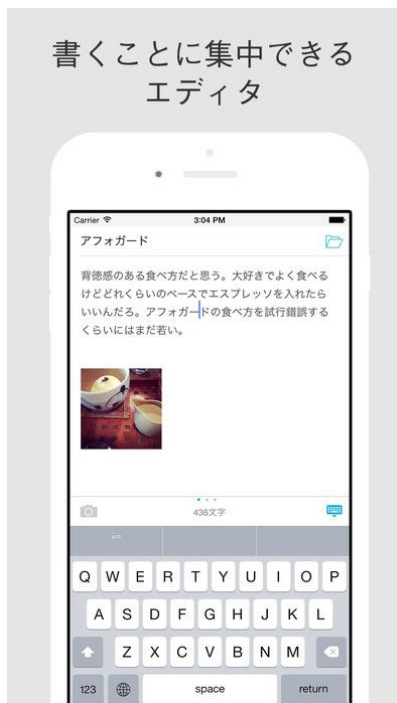 書くことに集中できる
エディタ
Carrier 3:04 PM
アフォガード
背徳感のある食べ方だと思う。大好きでよく食べる
けどどれくらいのペースでエスプレッソを入れたら
いいんだろ。アフォガードの食べ方を試行錯誤する
くらいにはまだ若い。
436文字
“”
Q W E R T Y U I O P
A S D F G H J K L
Z X C V B N M
123 space return